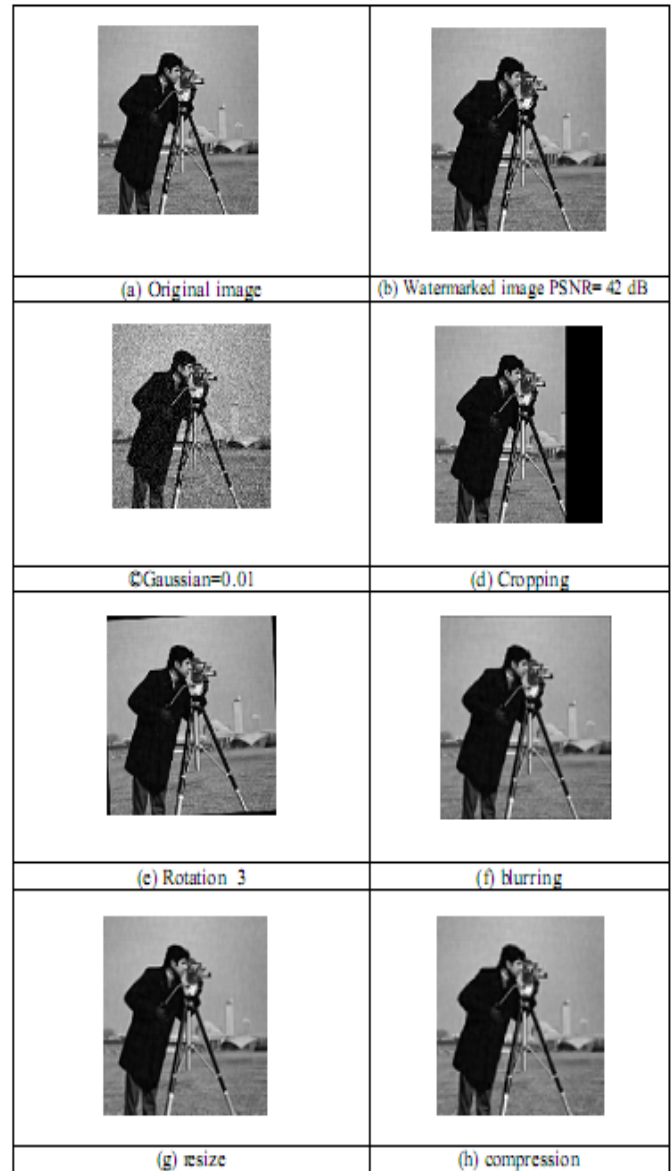 (a) Original image
(b) Watermarked image PSNR= 42 dB
©Gaussian=0.01
(d) Cropping
(e) Rotation 3
(f) blurring
(g) resize
(h) compression